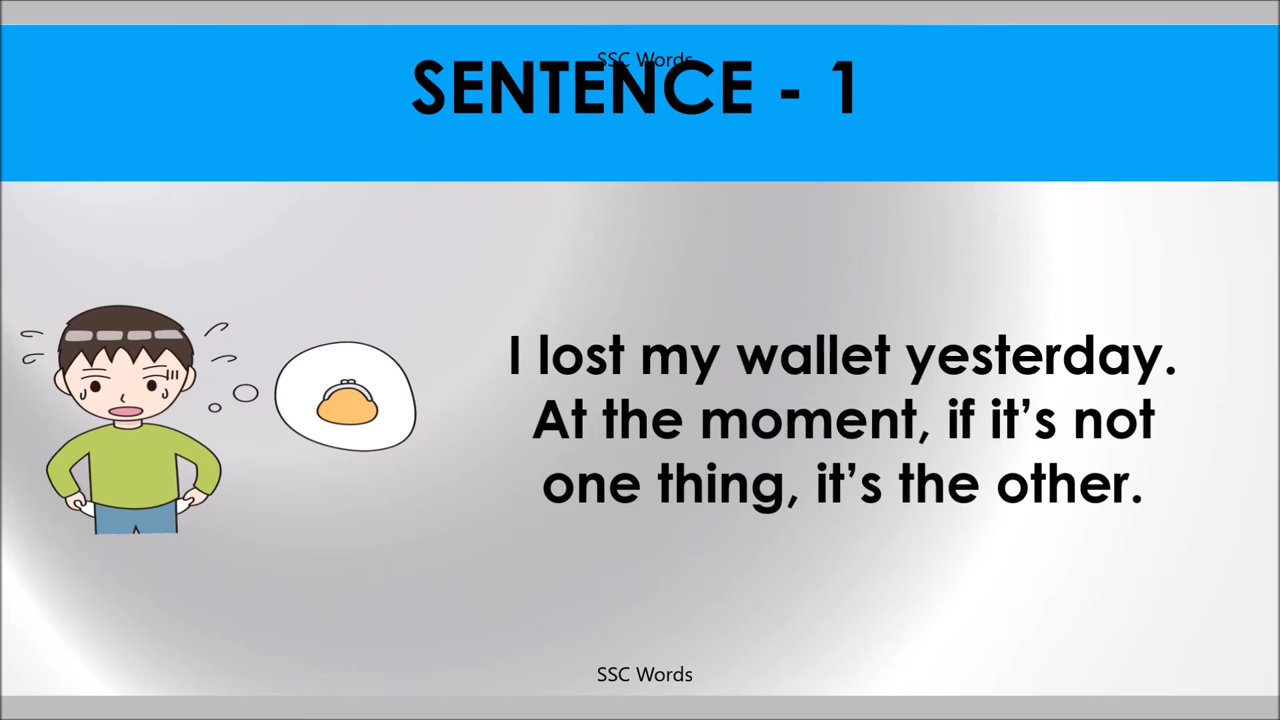 SSC Words
SENTENCE - 1
I lost my wallet yesterday.
At the moment, if it’s not
one thing, it’s the other.
SSC Words